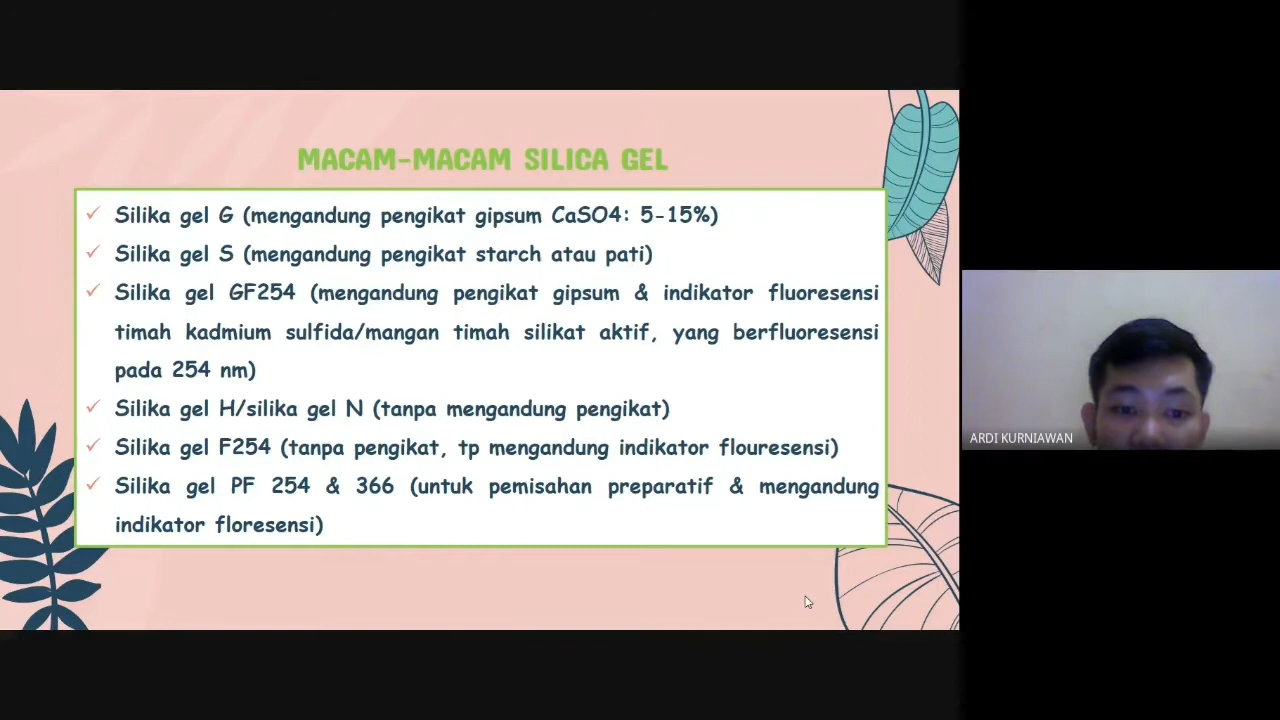 MACAM-MACAM SILICA GEL
Silika gel G (mengandung pengikat gipsum CaSO4: 5-15%)
Silika gel S (mengandung pengikat starch atau pati)
Silika gel GF254 (mengandung pengikat gipsum & indikator fluoresensi
timah kadmium sulfida/mangan timah silikat aktif, yang berfluoresensi
pada 254 nm)
Silika gel H/silika gel N (tanpa mengandung pengikat)
Silika gel F254 (tanpa pengikat, tp mengandung indikator flouresensi)
Silika gel PF 254 & 366 (untuk pemisahan preparatif & mengandung
indikator floresensi)
ARDI KURNIAWAN